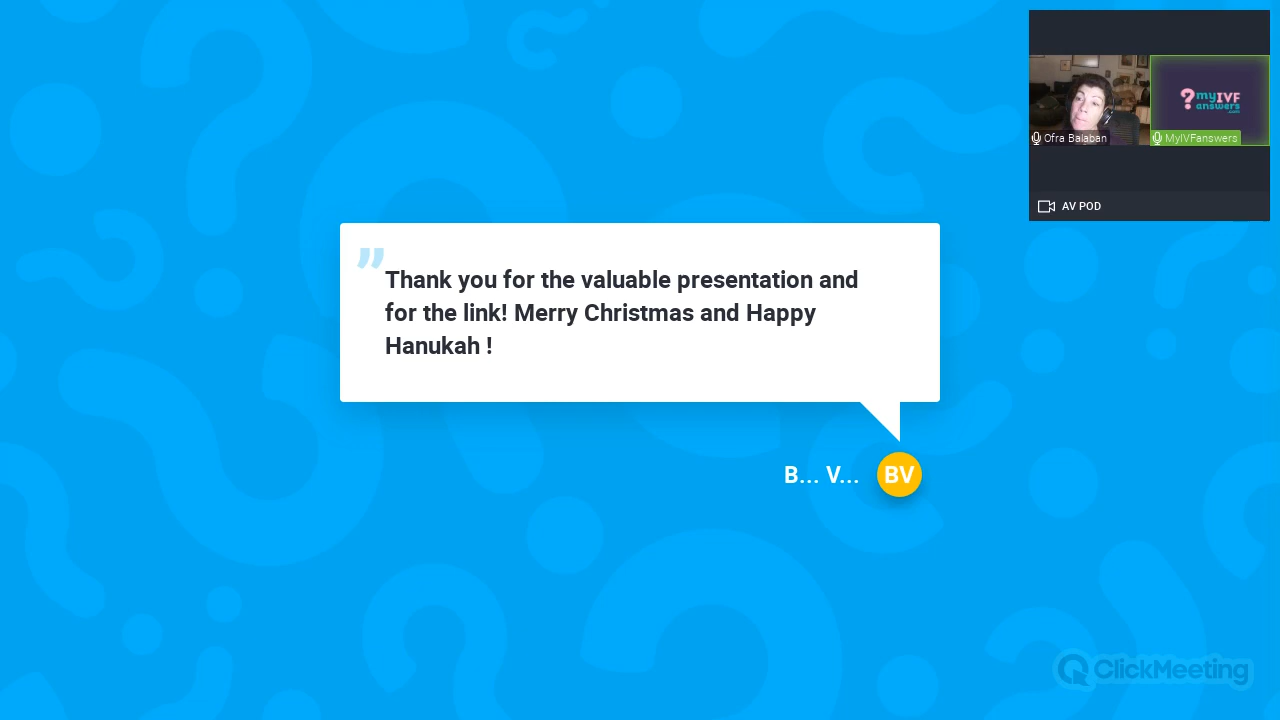 ?myIVF
answers
.com
Ofra Balaban
MyIVFanswers
AV POD
”
Thank you for the valuable presentation and
for the link! Merry Christmas and Happy
Hanukah !
B... V...
BV
ClickMeeting